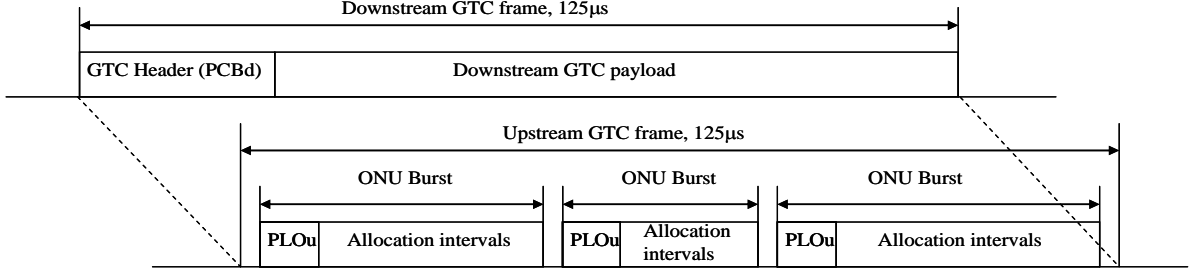 Downstream GTC frame, 125μs
GTC Header (PCBd)
Downstream GTC payload
Upstream GTC frame, 125μs
ONU Burst
ONU Burst
ONU Burst
PLOu
Allocation intervals
PLOu
Allocation
intervals
PLOu
Allocation intervals